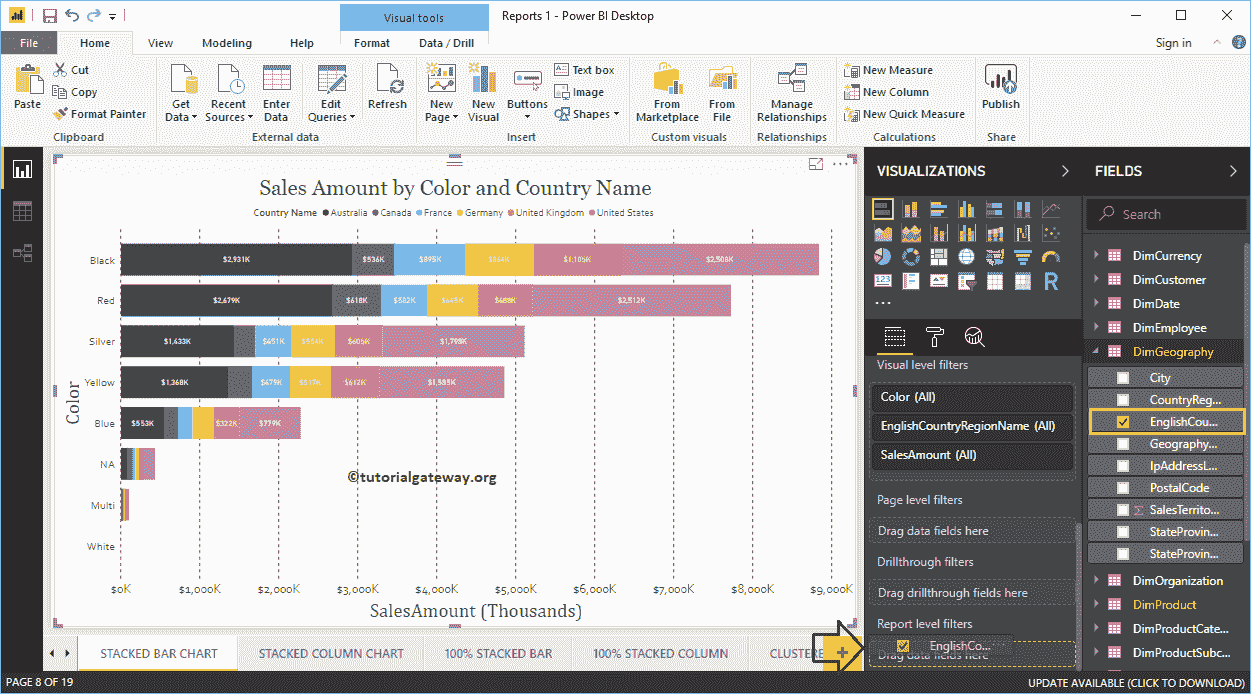 Visual tools
Reports 1 - Power BI Desktop
File
Home
View
Modeling
Help
Format
Data / Drill
Sign in
Paste
Cut
Copy
Format Painter
Clipboard
Get Data
Recent Sources
Enter Data
Edit Queries
External data
Refresh
New Page
New Visual
Buttons
Text box
Image
Shapes
Insert
From Marketplace
From File
Custom visuals
Manage Relationships
Relationships
New Measure
New Column
New Quick Measure
Calculations
Publish
Share
Sales Amount by Color and Country Name
Country Name Australia Canada France Germany United Kingdom United States
Color
Black $2,931K $536K $895K $1,105K $2,508K
Red $2,679K $618K $582K $645K $488K $2,512K
Silver $1,433K $451K $606K $1,798K
Yellow $1,368K $479K $517K $612K $1,585K
Blue $553K $322K $779K
NA
Multi
White
©tutorialgateway.org
$0K $1,000K $2,000K $3,000K $4,000K $5,000K $6,000K $7,000K $8,000K $9,000K
SalesAmount (Thousands)
STACKED BAR CHART
STACKED COLUMN CHART
100% STACKED BAR
100% STACKED COLUMN
CLUSTERE
+
PAGE 8 OF 19
UPDATE AVAILABLE (CLICK TO DOWNLOAD)
VISUALIZATIONS
123
R
Visual level filters
Color (All)
EnglishCountryRegionName (All)
SalesAmount (All)
Page level filters
Drag data fields here
Drillthrough filters
Drag drillthrough fields here
Report level filters
EnglishCo...
Drag data fields here
FIELDS
Search
DimCurrency
DimCustomer
DimDate
DimEmployee
DimGeography
City
CountryReg...
EnglishCou...
Geography...
IpAddressL...
PostalCode
Σ SalesTerrito...
StateProvin...
StateProvin...
DimOrganization
DimProduct
DimProductCate...
DimProductSubc...